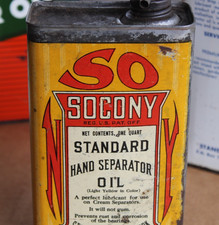 SO
SOCONY
REG. U.S. PAT. OFF.
NET CONTENTS, ONE QUART
STANDARD
HAND SEPARATOR
OIL
(Light Yellow in Color)
A perfect lubricant for use
on Cream Separators.
It will not gum.
Prevents rust and corrosion
of the bearings.
N
Y
STANDARD